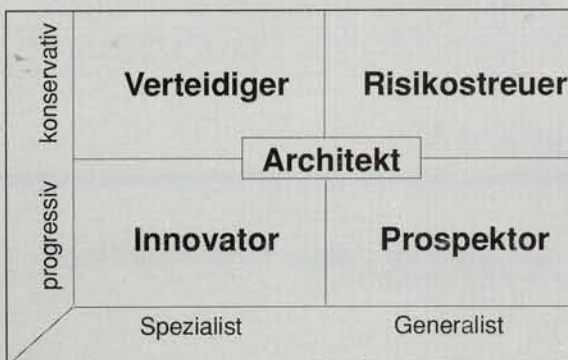 konservativ
Verteidiger
Risikostreuer
Architekt
progressiv
Innovator
Prospektor
Spezialist
Generalist